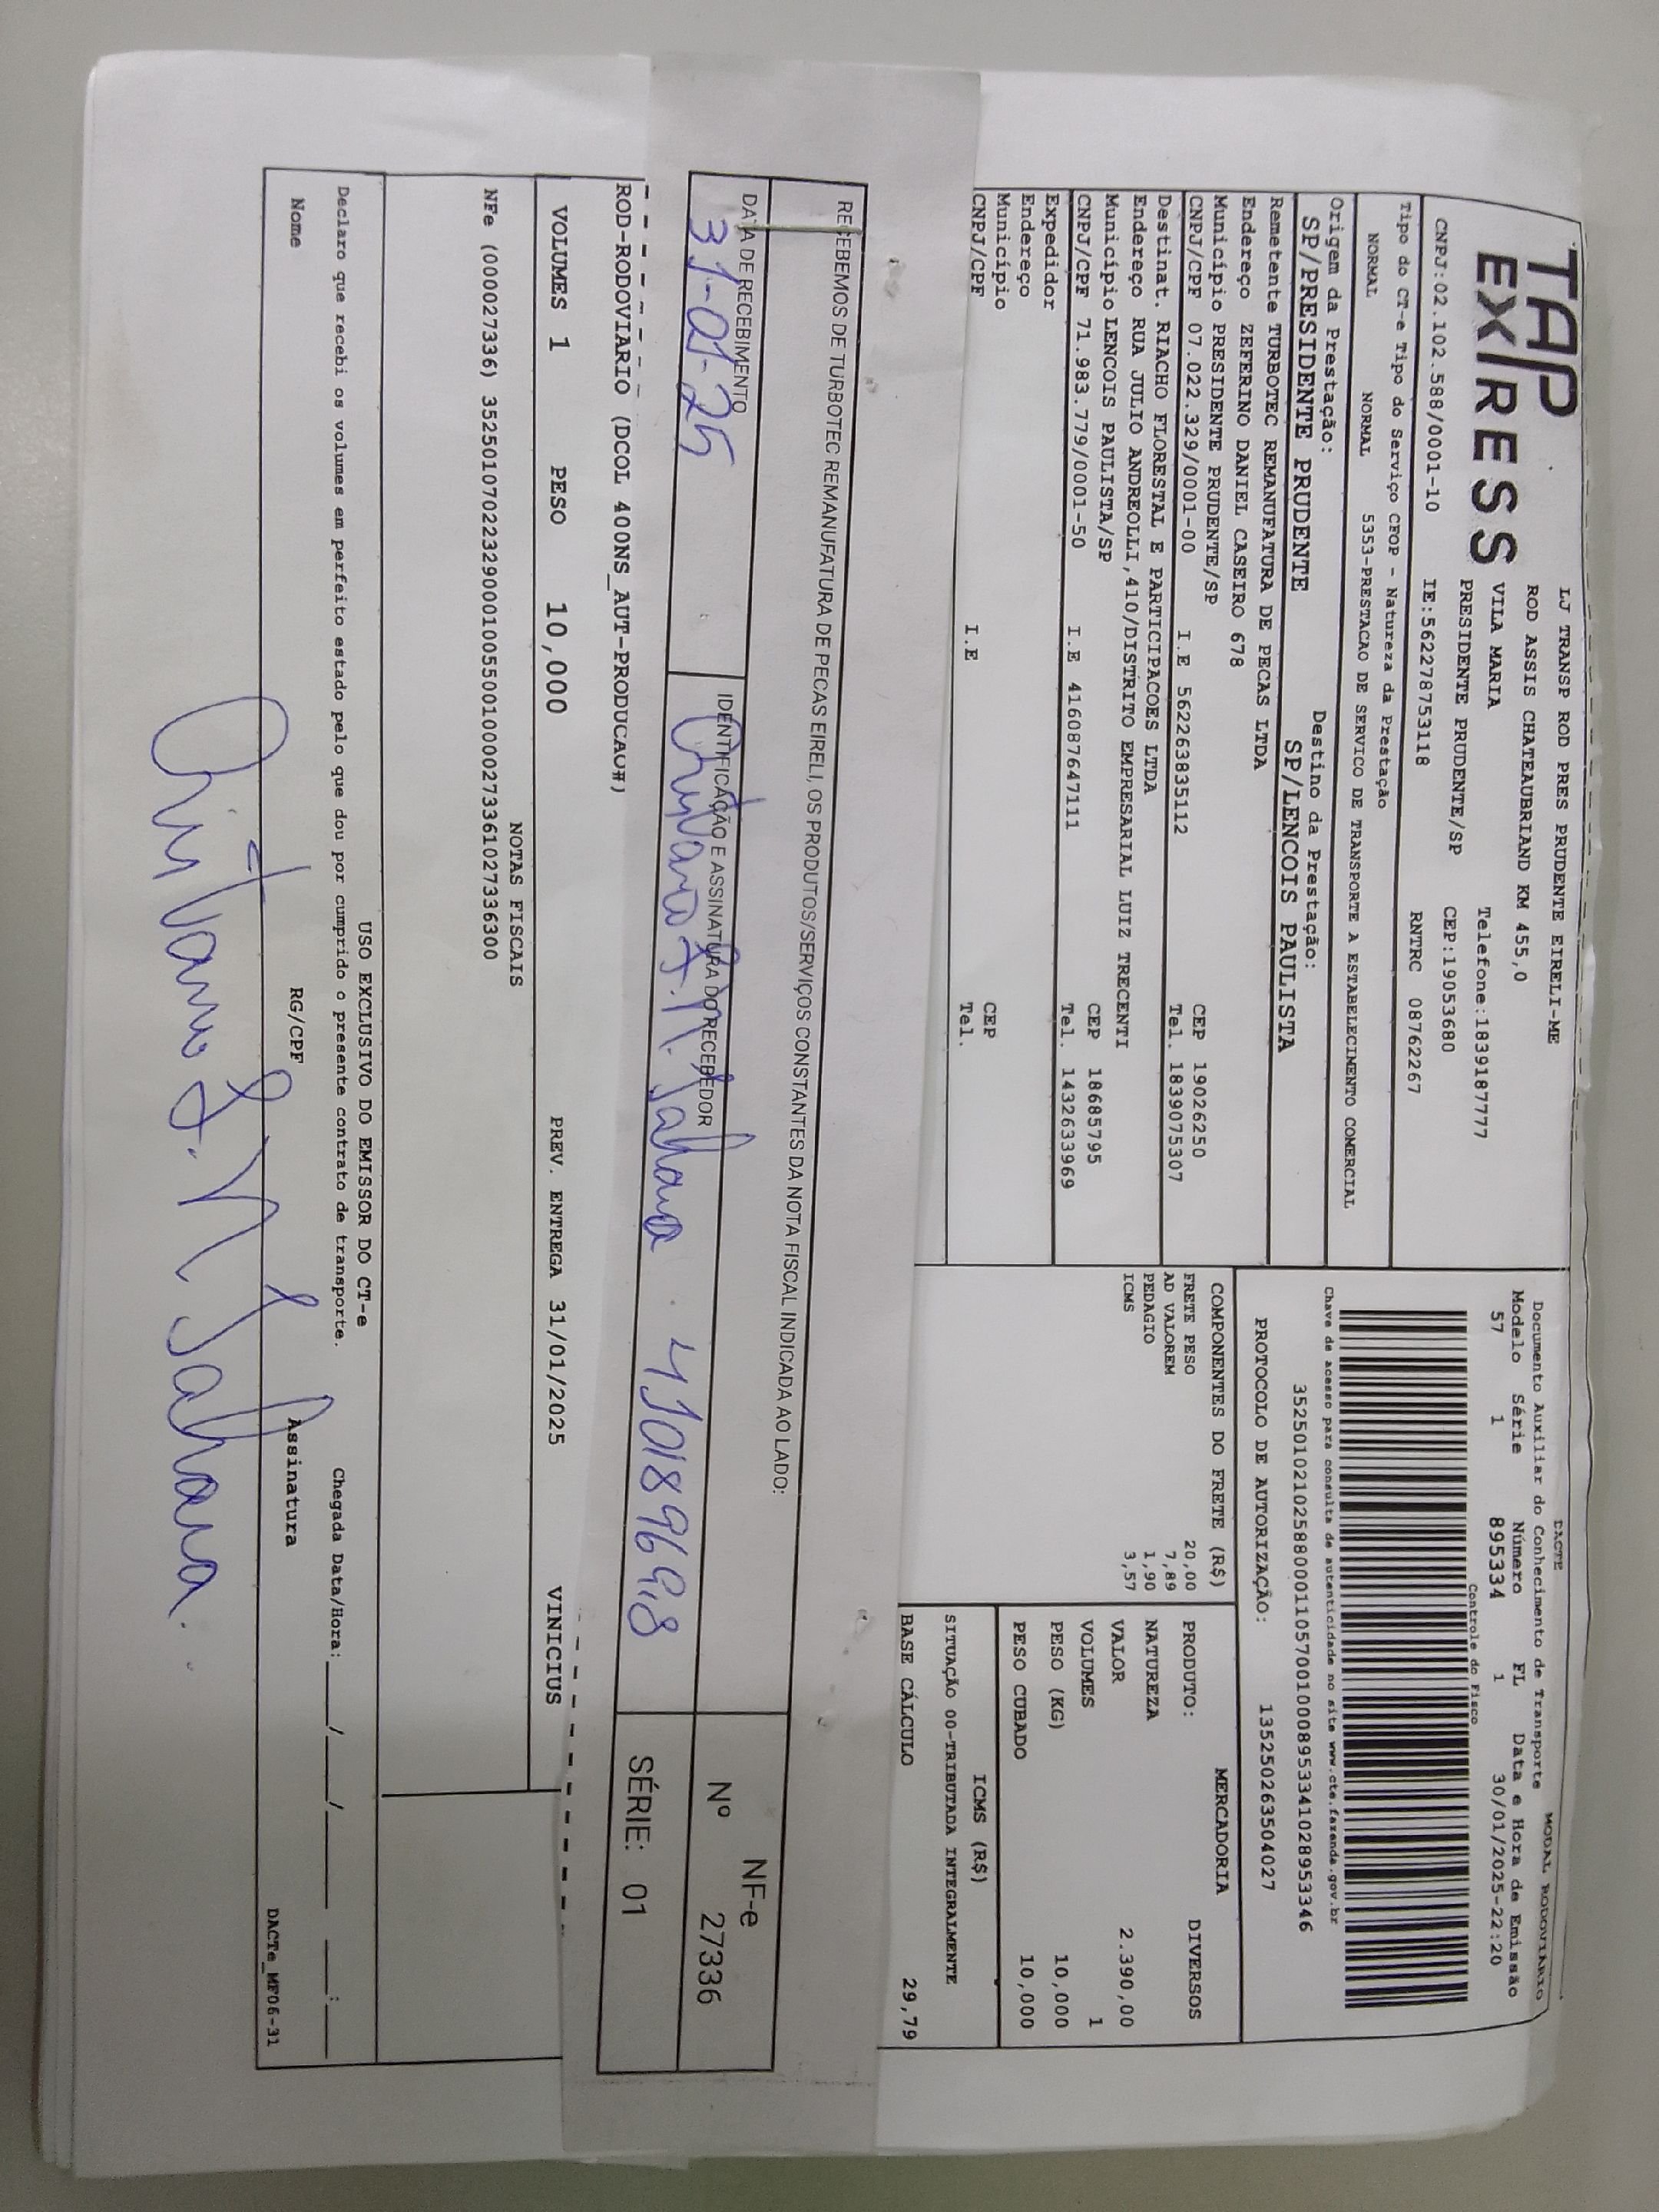 TAP
EXPRESS
LJ TRANSP ROD PRES PRUDENTE EIRELI-ME
ROD ASSIS CHATEAUBRIAND KM 455,0
VILA MARIA Telefone:1839187777
PRESIDENTE PRUDENTE/SP CEP:19053680
CNPJ:02.102.588/0001-10 IE:562278753118 RNTRC 08762267
Tipo do CT-e Tipo do Serviço CFOP - Natureza da Prestação
NORMAL NORMAL 5353-PRESTACAO DE SERVICO DE TRANSPORTE A ESTABELECIMENTO COMERCIAL
Origem da Prestação: Destino da Prestação:
SP/PRESIDENTE PRUDENTE SP/LENCOIS PAULISTA
Remetente TURBOTEC REMANUFATURA DE PECAS LTDA
Endereço ZEFERINO DANIEL CASEIRO 678
Município PRESIDENTE PRUDENTE/SP CEP 19026250
CNPJ/CPF 07.022.329/0001-00 I.E 562263835112 Tel. 1839075307
Destinat. RIACHO FLORESTAL E PARTICIPACOES LTDA
Endereço RUA JULIO ANDREOLLI,410/DISTRITO EMPRESARIAL LUIZ TRECENTI
Município LENCOIS PAULISTA/SP CEP 18685795
CNPJ/CPF 71.983.779/0001-50 I.E 416087647111 Tel. 1432633969
Expedidor
Endereço
Município CEP
CNPJ/CPF I.E Tel.
DACTE
MODAL RODOVIARIO
Documento Auxiliar do Conhecimento de Transporte
Modelo Série Número FL Data e Hora de Emissão
57 1 895334 1 30/01/2025-22:20
Controle do Fisco
Chave de acesso para consulta de autenticidade no site www.cte.fazenda.gov.br
35250102102588000110570010008953341028953346
PROTOCOLO DE AUTORIZAÇÃO: 135250263504027
COMPONENTES DO FRETE (R$)
FRETE PESO 20,00
AD VALOREM 7,89
PEDAGIO 1,90
ICMS 3,57
MERCADORIA
PRODUTO: DIVERSOS
NATUREZA
VALOR 2.390,00
VOLUMES 1
PESO (KG) 10,000
PESO CUBADO 10,000
ICMS (R$)
SITUAÇÃO 00-TRIBUTADA INTEGRALMENTE
BASE CÁLCULO 29,79
RECEBEMOS DE TURBOTEC REMANUFATURA DE PECAS EIRELI, OS PRODUTOS/SERVIÇOS CONSTANTES DA NOTA FISCAL INDICADA AO LADO:
DATA DE RECEBIMENTO IDENTIFICAÇÃO E ASSINATURA DO RECEBEDOR
31-01-25
NF-e
Nº 27336
SÉRIE: 01
ROD-RODOVIARIO (DCOL 400NS_AUT-PRODUCAO#)
VOLUMES 1 PESO 10,000 PREV. ENTREGA 31/01/2025 VINICIUS
NOTAS FISCAIS
NFe (0000273336) 35250107022329000100550010000273361027336300
USO EXCLUSIVO DO EMISSOR DO CT-e
Declaro que recebi os volumes em perfeito estado pelo que dou por cumprido o presente contrato de transporte. Chegada Data/Hora:____/____/____ ___:___
Nome RG/CPF Assinatura
DACTe_MF06-31